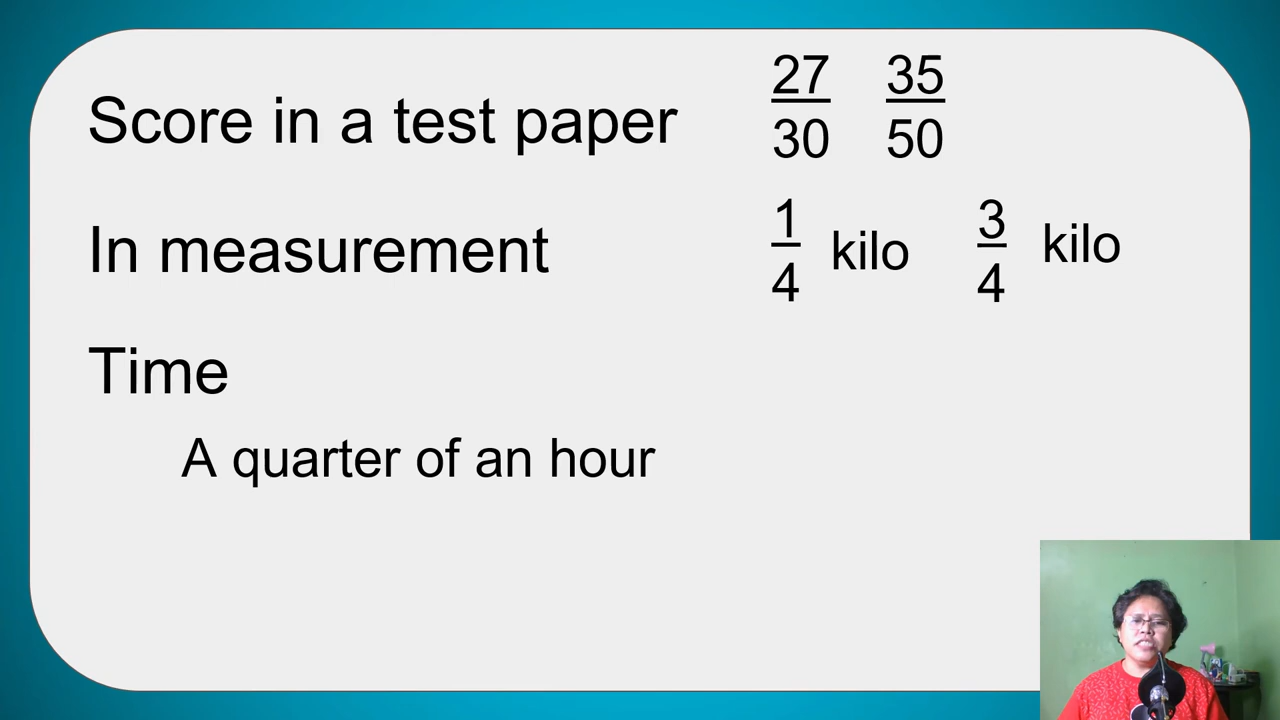 Score in a test paper 27/30 35/50
In measurement 1/4 kilo 3/4 kilo
Time
A quarter of an hour